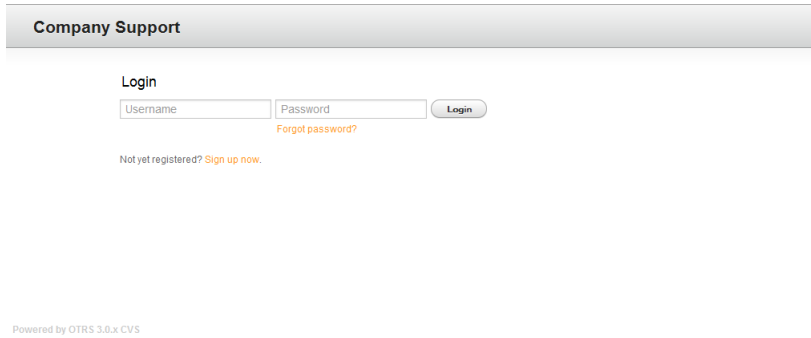 Company Support
Login
Username Password Login
Forgot password?
Not yet registered? Sign up now.
Powered by OTRS 3.0.x CVS